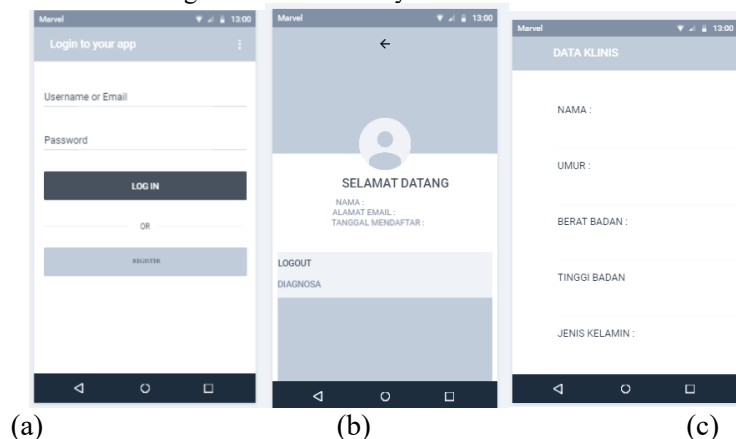 Marvel 13:00
Login to your app
Username or Email
Password
LOG IN
OR
REGISTER
Marvel 13:00
SELAMAT DATANG
NAMA :
ALAMAT EMAIL :
TANGGAL MENDAFTAR :
LOGOUT
DIAGNOSA
Marvel 13:00
DATA KLINIS
NAMA :
UMUR :
BERAT BADAN :
TINGGI BADAN
JENIS KELAMIN :
(a) (b) (c)